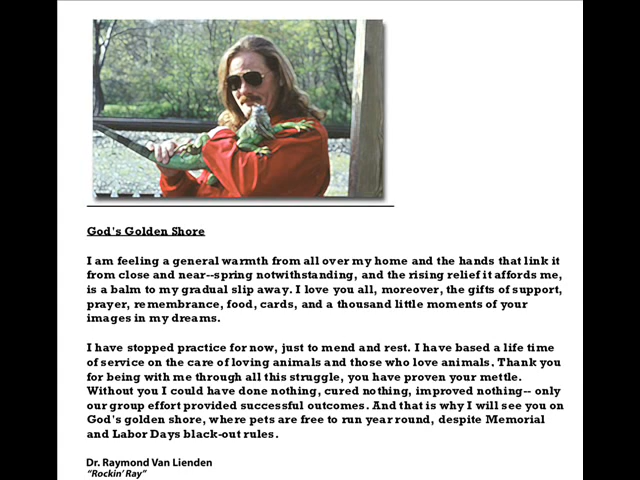 God's Golden Shore
I am feeling a general warmth from all over my home and the hands that link it
from close and near--spring notwithstanding, and the rising relief it affords me,
is a balm to my gradual slip away. I love you all, moreover, the gifts of support,
prayer, remembrance, food, cards, and a thousand little moments of your
images in my dreams.
I have stopped practice for now, just to mend and rest. I have based a life time
of service on the care of loving animals and those who love animals. Thank you
for being with me through all this struggle, you have proven your mettle.
Without you I could have done nothing, cured nothing, improved nothing-- only
our group effort provided successful outcomes. And that is why I will see you on
God's golden shore, where pets are free to run year round, despite Memorial
and Labor Days black-out rules.
Dr. Raymond Van Lienden
"Rockin' Ray"